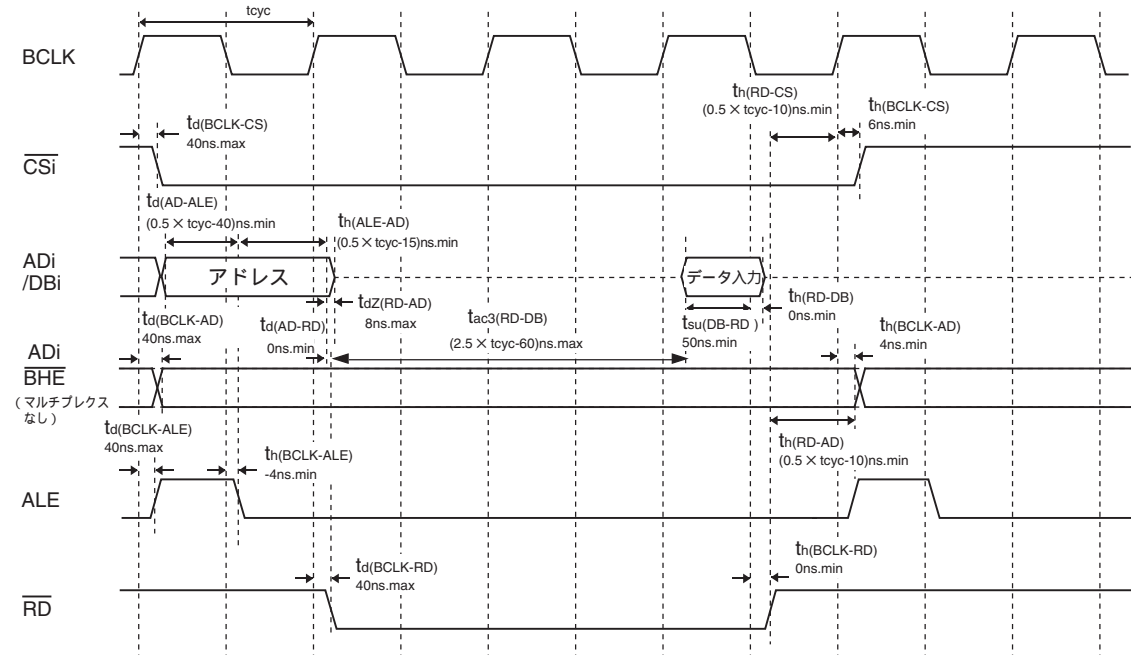 tcyc
BCLK
th(RD-CS)
(0.5×tcyc-10)ns.min
th(BCLK-CS)
6ns.min
td(BCLK-CS)
40ns.max
CSi
td(AD-ALE)
(0.5×tcyc-40)ns.min
th(ALE-AD)
(0.5×tcyc-15)ns.min
ADi
/DBi
アドレス
データ入力
td(BCLK-AD)
40ns.max
td(AD-RD)
0ns.min
tdZ(RD-AD)
8ns.max
tac3(RD-DB)
(2.5×tcyc-60)ns.max
tsu(DB-RD )
50ns.min
th(RD-DB)
0ns.min
th(BCLK-AD)
4ns.min
ADi
BHE
(マルチプレクス
なし)
td(BCLK-ALE)
40ns.max
th(BCLK-ALE)
-4ns.min
th(RD-AD)
(0.5×tcyc-10)ns.min
ALE
td(BCLK-RD)
40ns.max
th(BCLK-RD)
0ns.min
RD